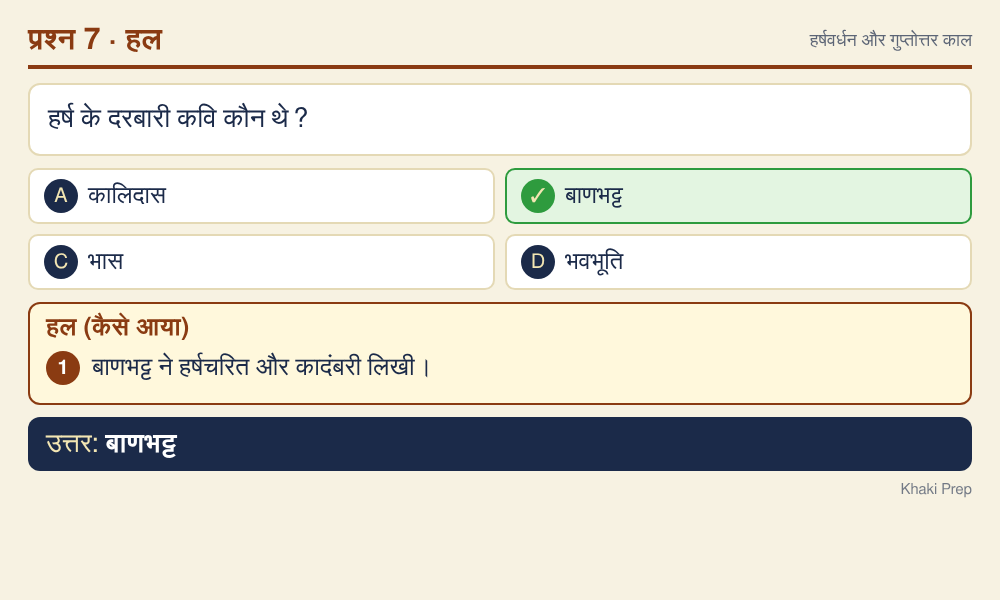 प्रश्न 7 · हल
हर्षवर्धन और गुप्तोत्तर काल
हर्ष के दरबारी कवि कौन थे ?
A कालिदास
✓ बाणभट्ट
C भास
D भवभूति
हल (कैसे आया)
1 बाणभट्ट ने हर्षचरित और कादंबरी लिखी ।
उत्तर: बाणभट्ट
Khaki Prep